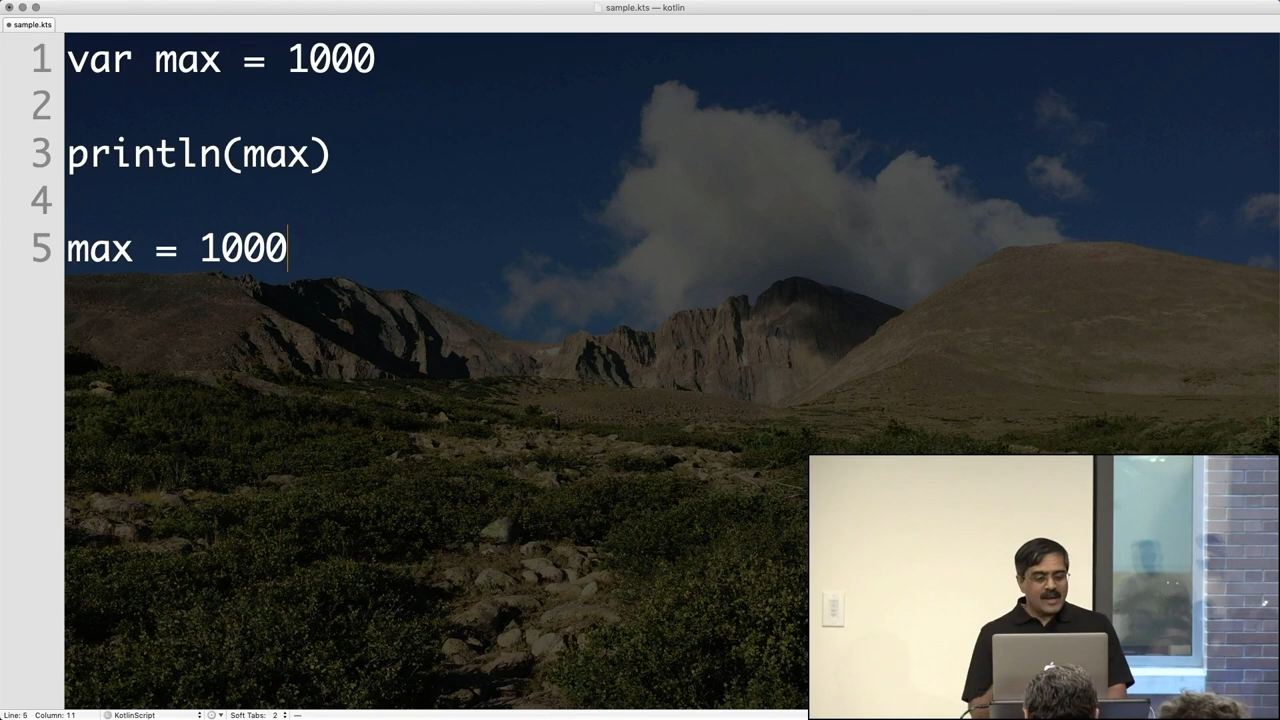 sample.kts — kotlin
sample.kts
1 var max = 1000
2
3 println(max)
4
5 max = 1000
Line: 5 Column: 11 KotlinScript Soft Tabs: 2 —